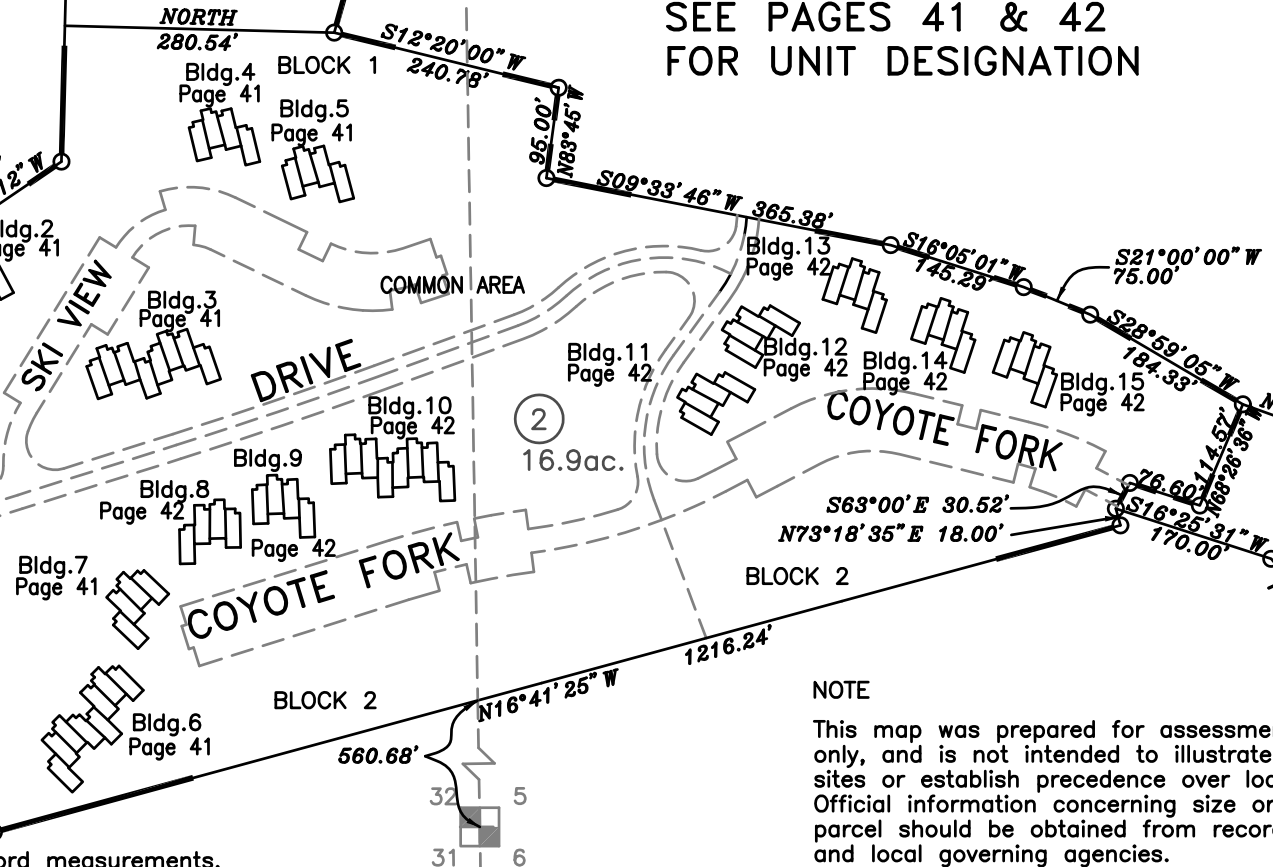 SEE PAGES 41 & 42
FOR UNIT DESIGNATION
NORTH
280.54'
S12°20'00"W
240.78'
BLOCK 1
Bldg.4
Page 41
Bldg.5
Page 41
95.00'
N83°45'W
12"W
S09°33'46"W 365.38'
ldg.2
ge 41
Bldg.13
Page 42
S16°05'01"W
145.29'
S21°00'00"W
75.00'
SKI VIEW
COMMON AREA
Bldg.3
Page 41
S28°59'05"W
184.33'
DRIVE
Bldg.11
Page 42
Bldg.12
Page 42
Bldg.14
Page 42
Bldg.15
Page 42
N
Bldg.10
Page 42
2
16.9ac.
COYOTE FORK
114.57'
N68°26'36"W
Bldg.9
Page 42
Bldg.8
Page 42
76.60'
S63°00'E 30.52'
S16°25'31"W
170.00'
N73°18'35"E 18.00'
Bldg.7
Page 41
COYOTE FORK
BLOCK 2
1216.24'
BLOCK 2
N16°41'25"W
Bldg.6
Page 41
560.68'
32 5
31 6
NOTE
This map was prepared for assessme
only, and is not intended to illustrate
sites or establish precedence over loc
Official information concerning size or
parcel should be obtained from recor
and local governing agencies.
ord measurements.